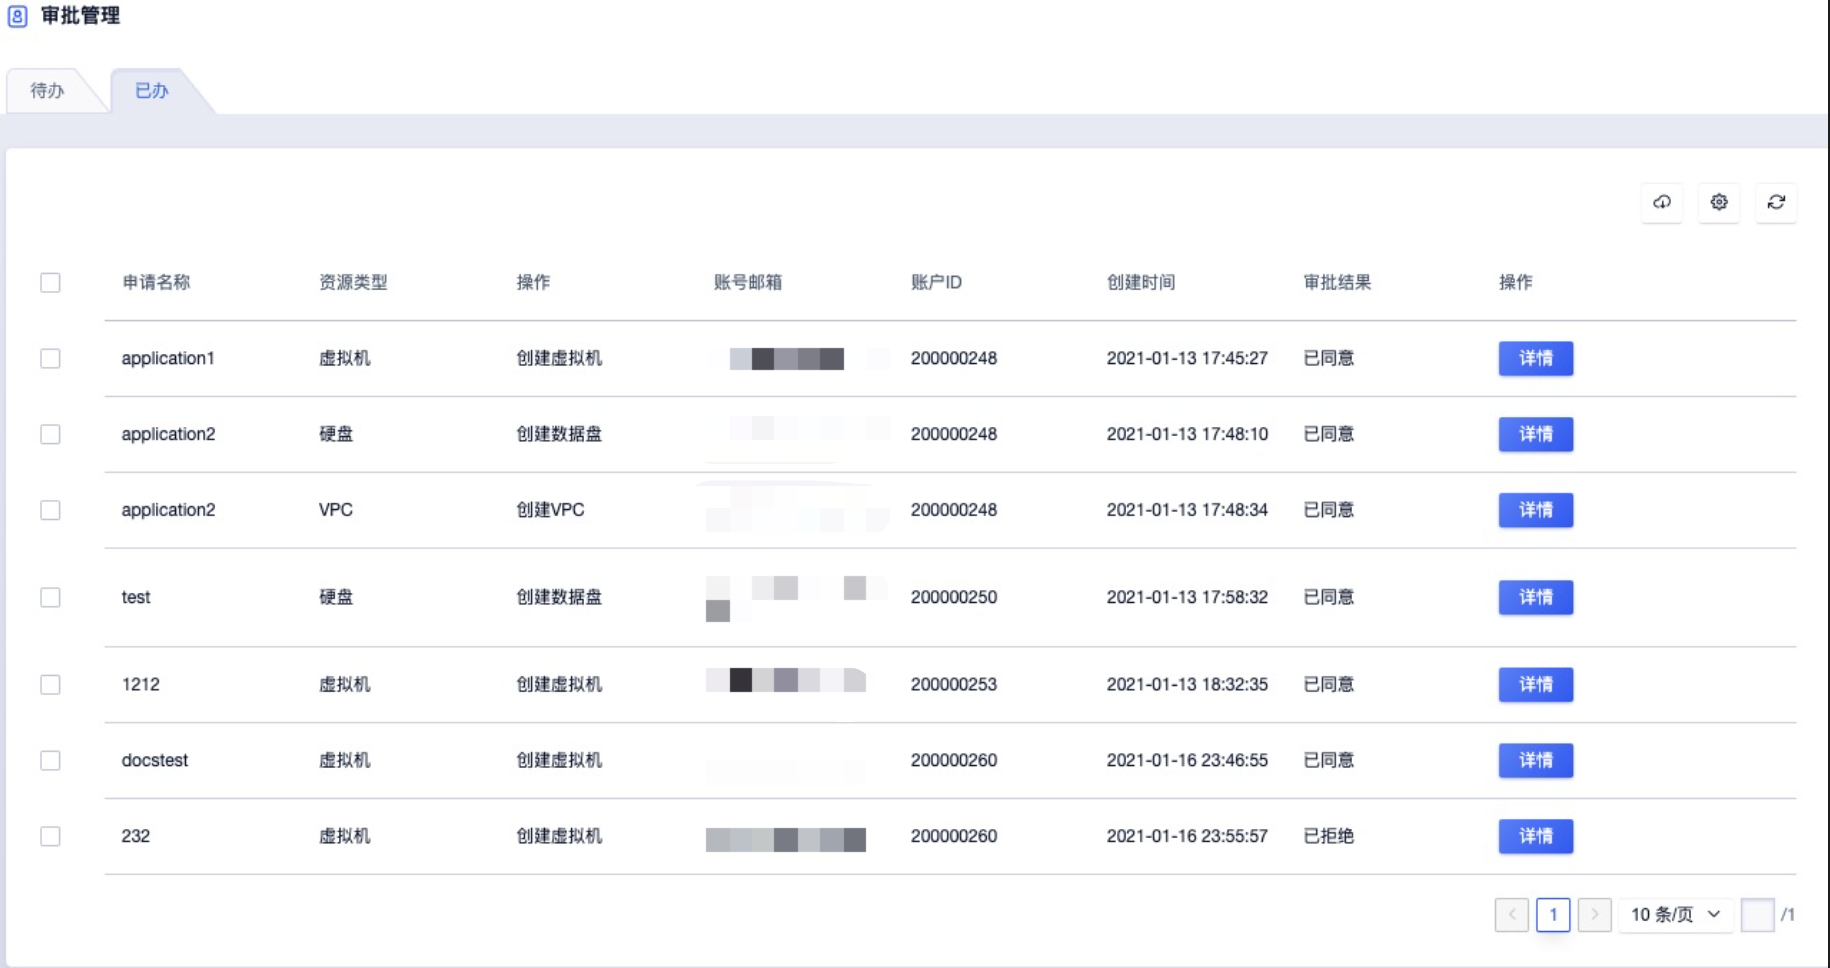 审批管理
待办 已办
申请名称 资源类型 操作 账号邮箱 账户ID 创建时间 审批结果 操作
application1 虚拟机 创建虚拟机 200000248 2021-01-13 17:45:27 已同意 详情
application2 硬盘 创建数据盘 200000248 2021-01-13 17:48:10 已同意 详情
application2 VPC 创建VPC 200000248 2021-01-13 17:48:34 已同意 详情
test 硬盘 创建数据盘 200000250 2021-01-13 17:58:32 已同意 详情
1212 虚拟机 创建虚拟机 200000253 2021-01-13 18:32:35 已同意 详情
docstest 虚拟机 创建虚拟机 200000260 2021-01-16 23:46:55 已同意 详情
232 虚拟机 创建虚拟机 200000260 2021-01-16 23:55:57 已拒绝 详情
1 10 条/页 /1